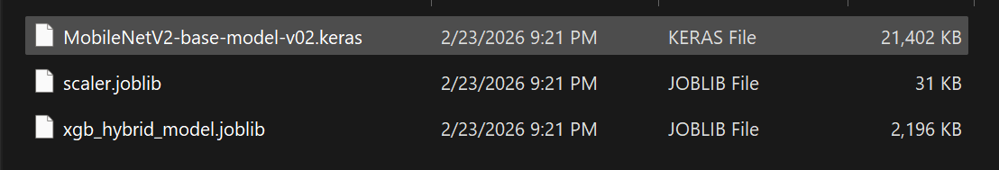 MobileNetV2-base-model-v02.keras 2/23/2026 9:21 PM KERAS File 21,402 KB
scaler.joblib 2/23/2026 9:21 PM JOBLIB File 31 KB
xgb_hybrid_model.joblib 2/23/2026 9:21 PM JOBLIB File 2,196 KB